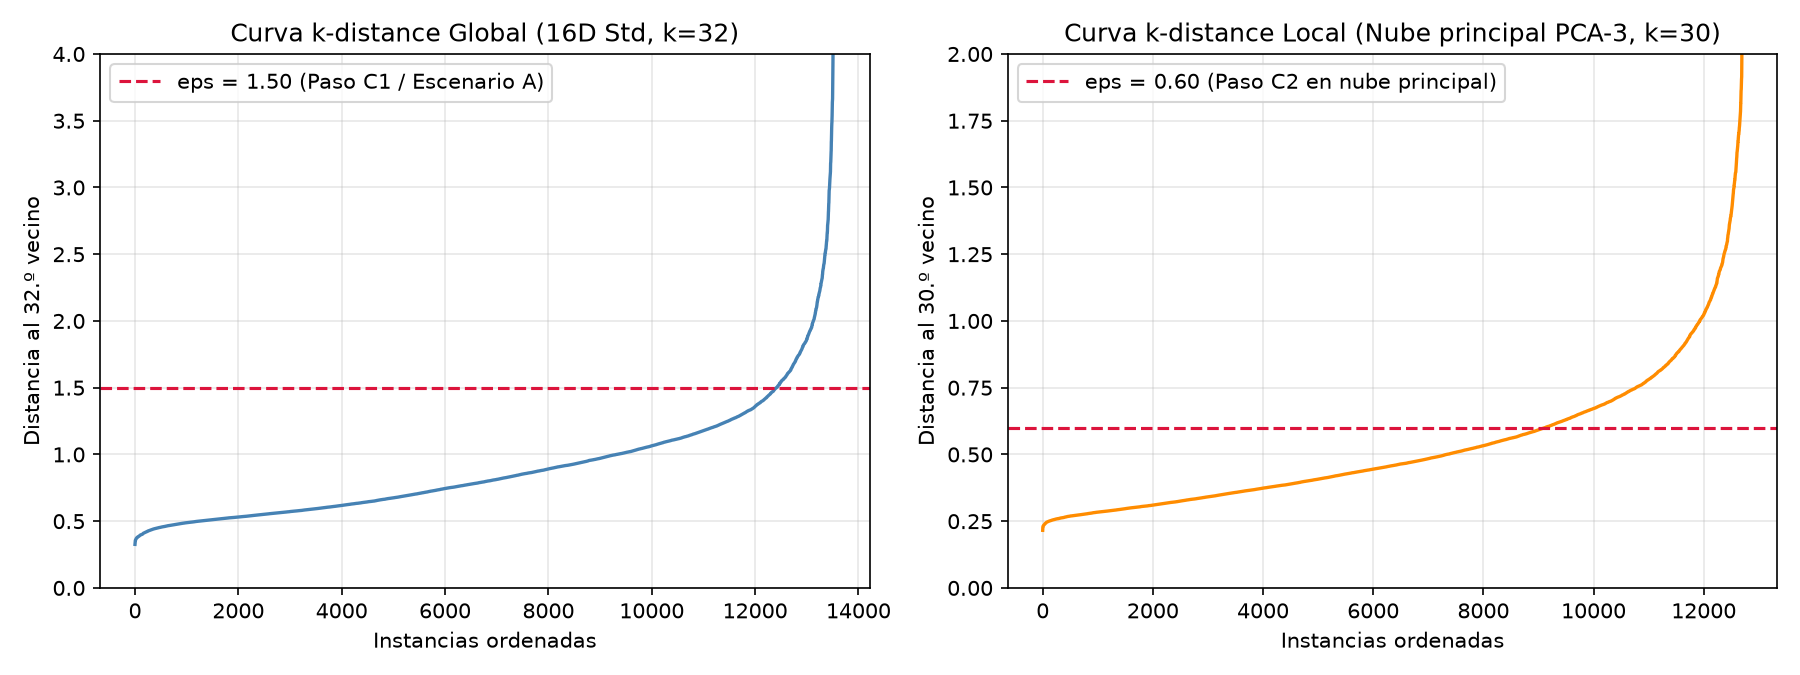 Curva k-distance Global (16D Std, k=32)
eps = 1.50 (Paso C1 / Escenario A)
Distancia al 32.º vecino
4.0
3.5
3.0
2.5
2.0
1.5
1.0
0.5
0.0
0 2000 4000 6000 8000 10000 12000 14000
Instancias ordenadas
Curva k-distance Local (Nube principal PCA-3, k=30)
eps = 0.60 (Paso C2 en nube principal)
Distancia al 30.º vecino
2.00
1.75
1.50
1.25
1.00
0.75
0.50
0.25
0.00
0 2000 4000 6000 8000 10000 12000
Instancias ordenadas